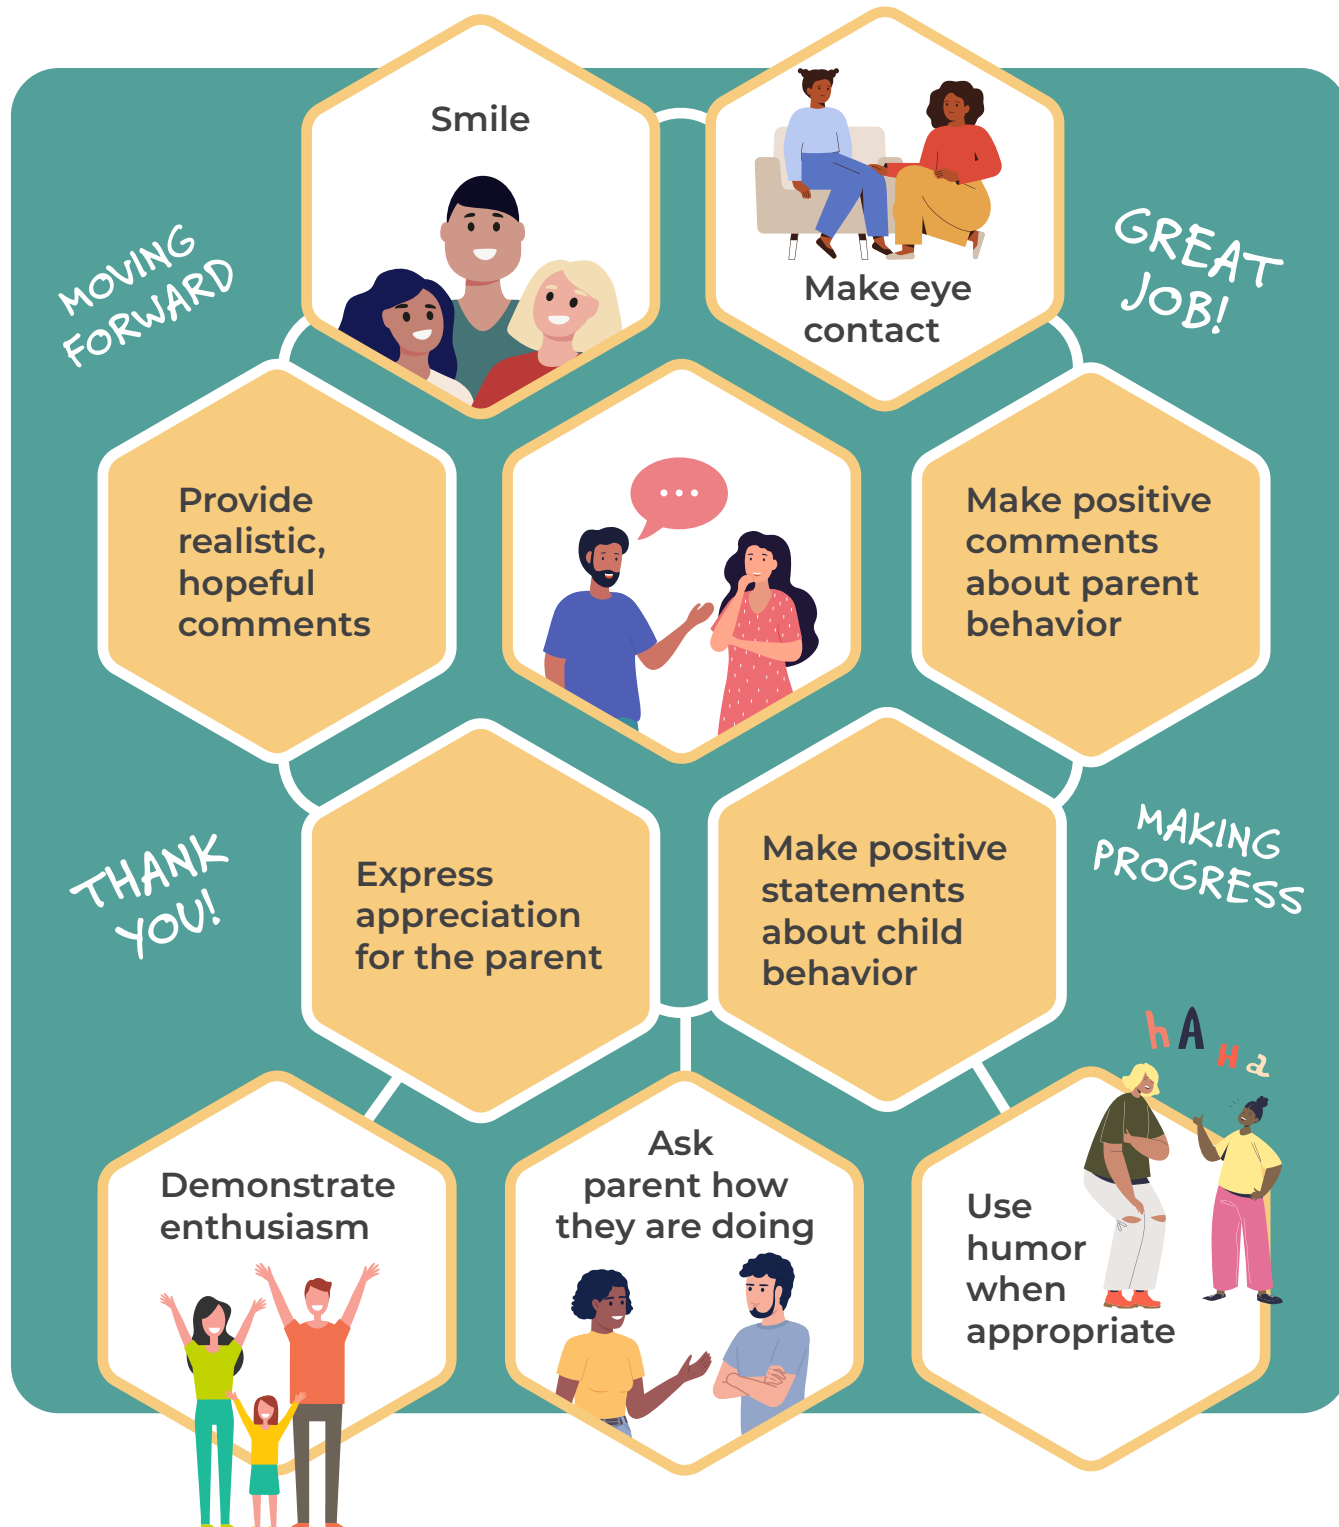 Smile
Make eye
contact
MOVING
FORWARD
GREAT
JOB!
Provide
realistic,
hopeful
comments
Make positive
comments
about parent
behavior
THANK
YOU!
Express
appreciation
for the parent
Make positive
statements
about child
behavior
MAKING
PROGRESS
Demonstrate
enthusiasm
Ask
parent how
they are doing
hA Ha
Use
humor
when
appropriate